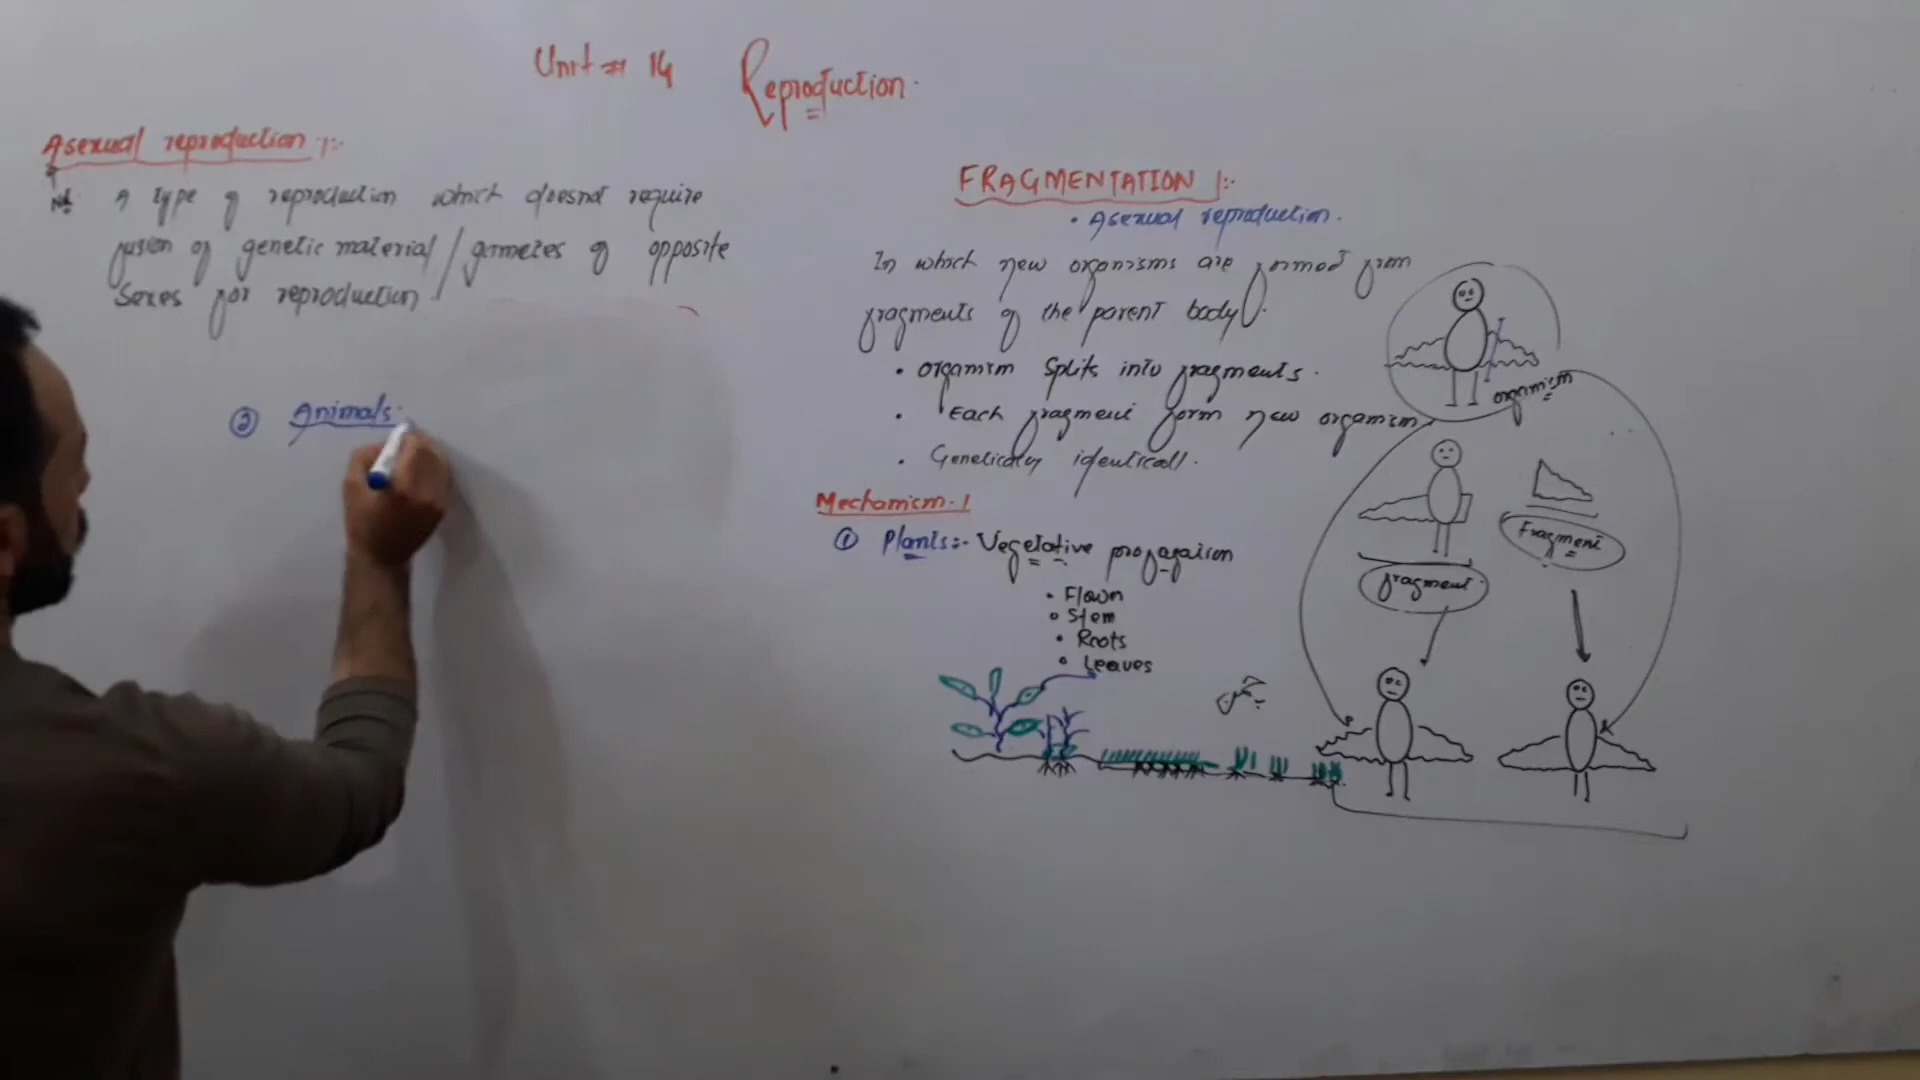 Unit # 14 Reproduction.
Asexual reproduction :-
A type of reproduction which doesnot require
fusion of genetic material / gametes of opposite
Sexes for reproduction
② Animals:
FRAGMENTATION :-
• Asexual reproduction.
In which new organisms are formed from
fragments of the parent body.
• organism splits into fragments.
• Each fragment form new organism
• Genetically identicall.
Mechanism :
① Plants:- Vegetative propagation
• Stem
• Roots
• Leaves
organism
fragment
Fragment